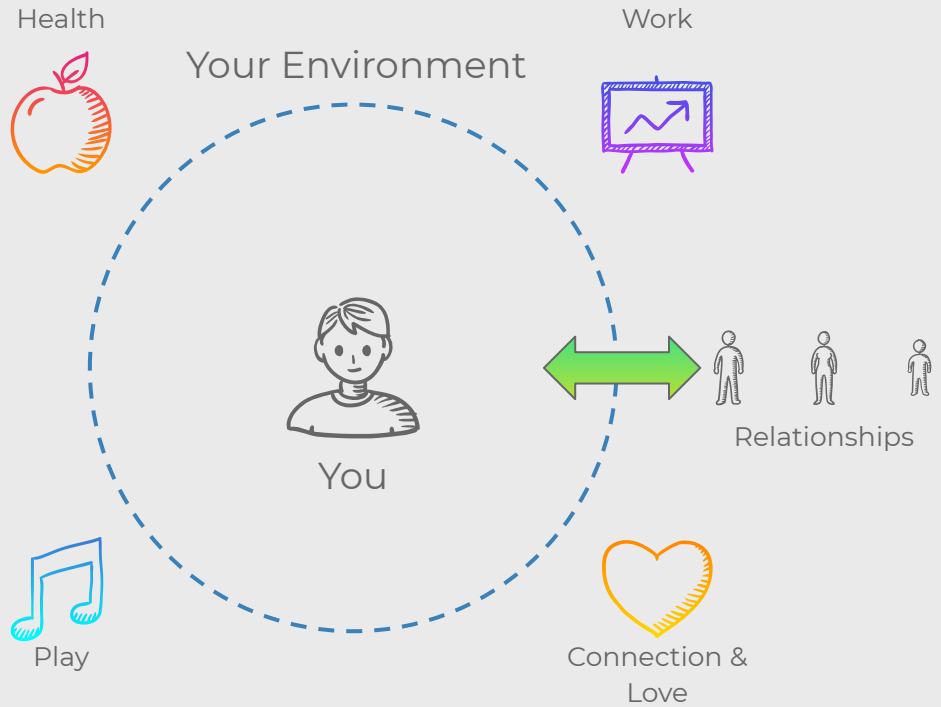 Health
Work
Your Environment
You
Relationships
Play
Connection &
Love